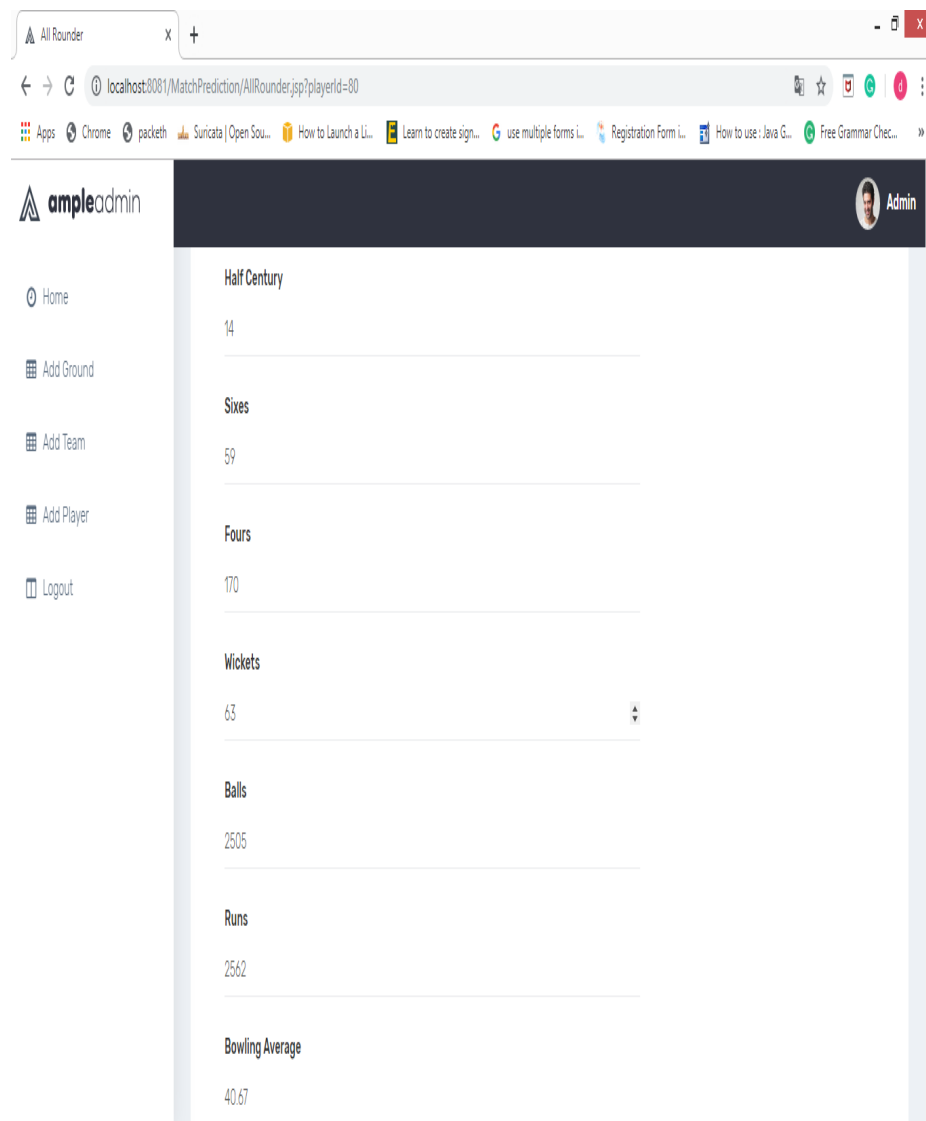 All Rounder
localhost:8081/MatchPrediction/AllRounder.jsp?playerId=80
Apps Chrome packeth Suricata | Open Sou... How to Launch a Li... Learn to create sign... use multiple forms i... Registration Form i... How to use : Java G... Free Grammar Chec... »
ampleadmin
Admin
Home
Add Ground
Add Team
Add Player
Logout
Half Century
14
Sixes
59
Fours
170
Wickets
63
Balls
2505
Runs
2562
Bowling Average
40.67